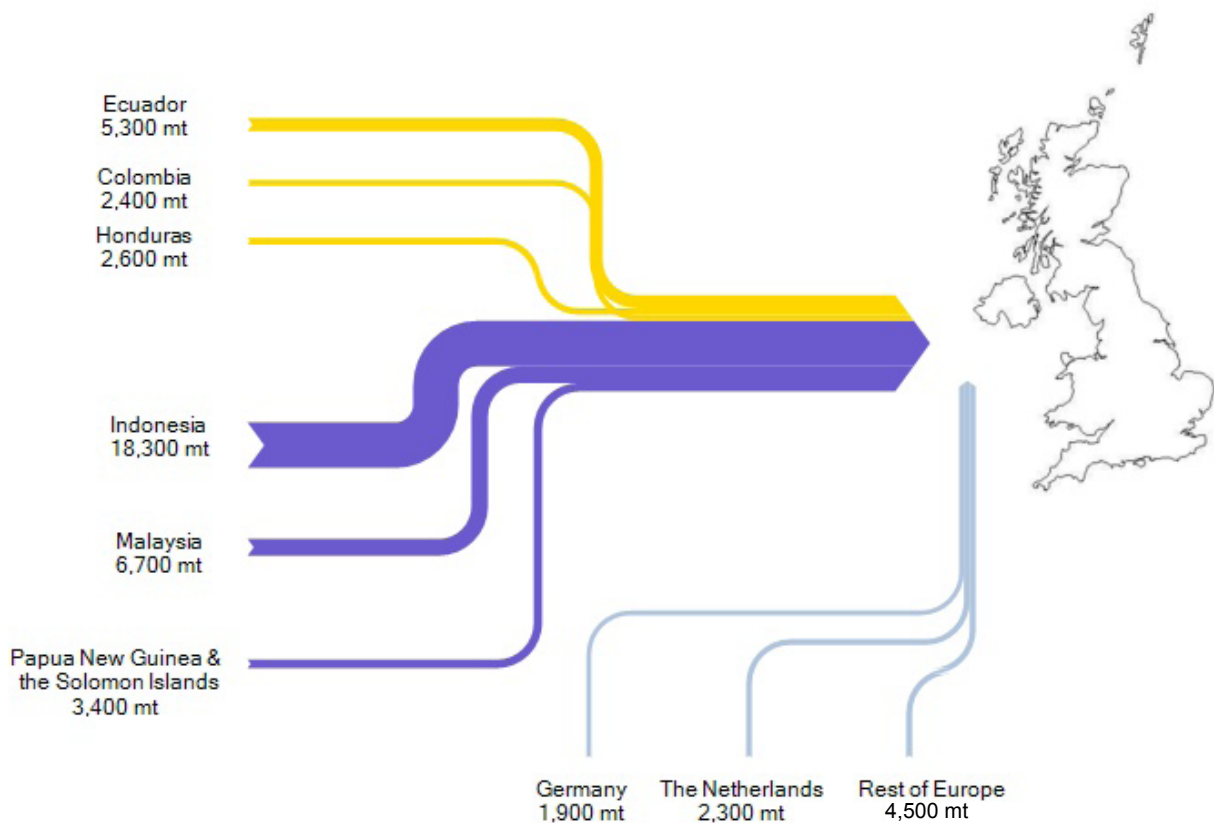 Ecuador
5,300 mt
Colombia
2,400 mt
Honduras
2,600 mt
Indonesia
18,300 mt
Malaysia
6,700 mt
Papua New Guinea &
the Solomon Islands
3,400 mt
Germany
1,900 mt
The Netherlands
2,300 mt
Rest of Europe
4,500 mt